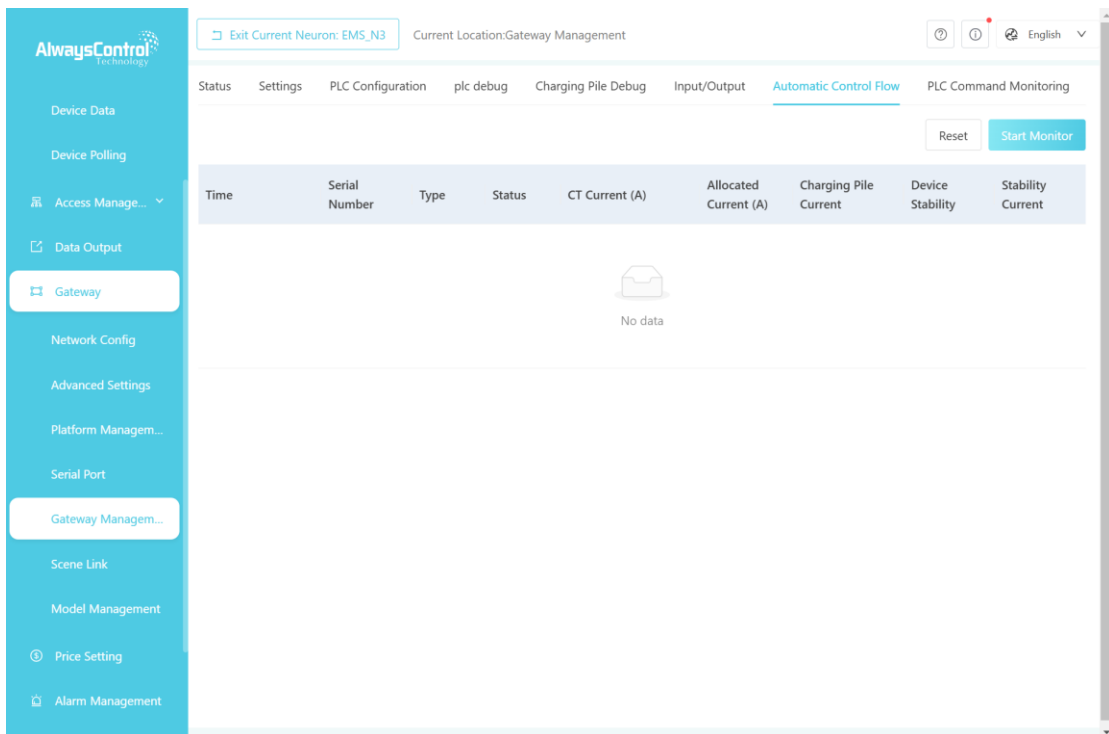 AlwaysControl
Technology
Exit Current Neuron: EMS_N3
Current Location:Gateway Management
English
Device Data
Device Polling
Access Manage...
Data Output
Gateway
Network Config
Advanced Settings
Platform Managem...
Serial Port
Gateway Managem...
Scene Link
Model Management
Price Setting
Alarm Management
Status
Settings
PLC Configuration
plc debug
Charging Pile Debug
Input/Output
Automatic Control Flow
PLC Command Monitoring
Reset
Start Monitor
Time
Serial
Number
Type
Status
CT Current (A)
Allocated
Current (A)
Charging Pile
Current
Device
Stability
Stability
Current
No data